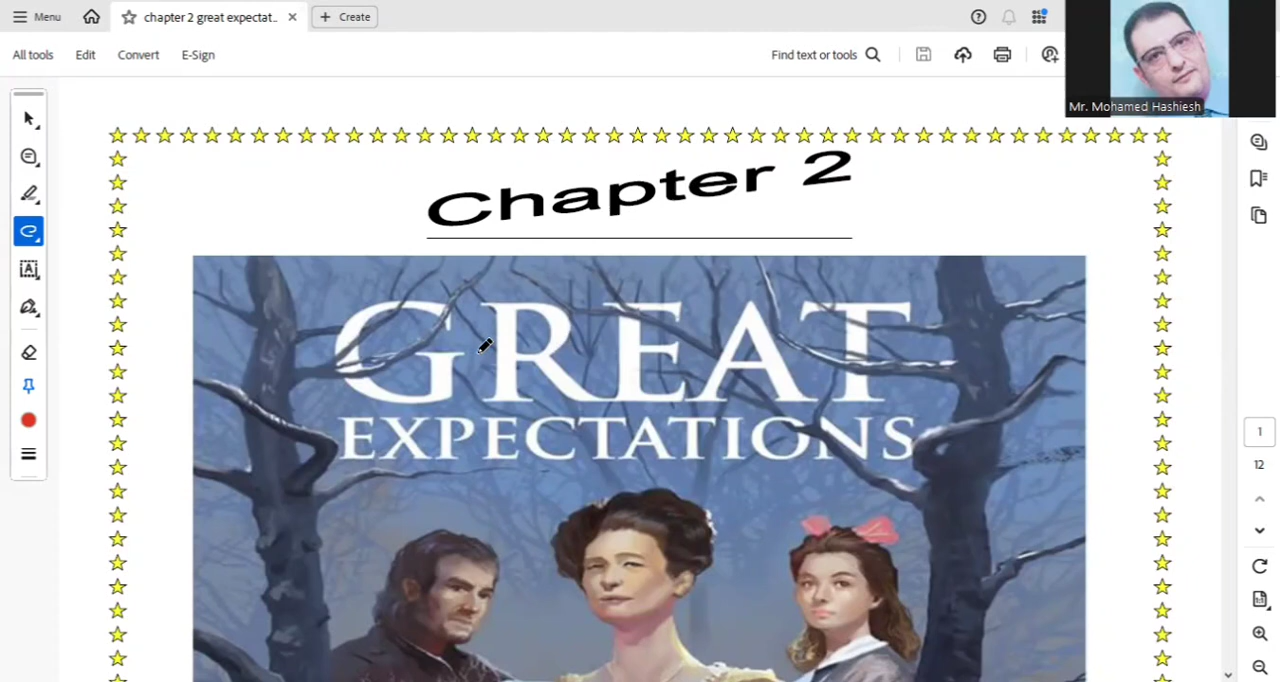 Menu
chapter 2 great expectat..
Create
All tools
Edit
Convert
E-Sign
Find text or tools
Mr. Mohamed Hashiesh
Chapter 2
GREAT
EXPECTATIONS
1
12